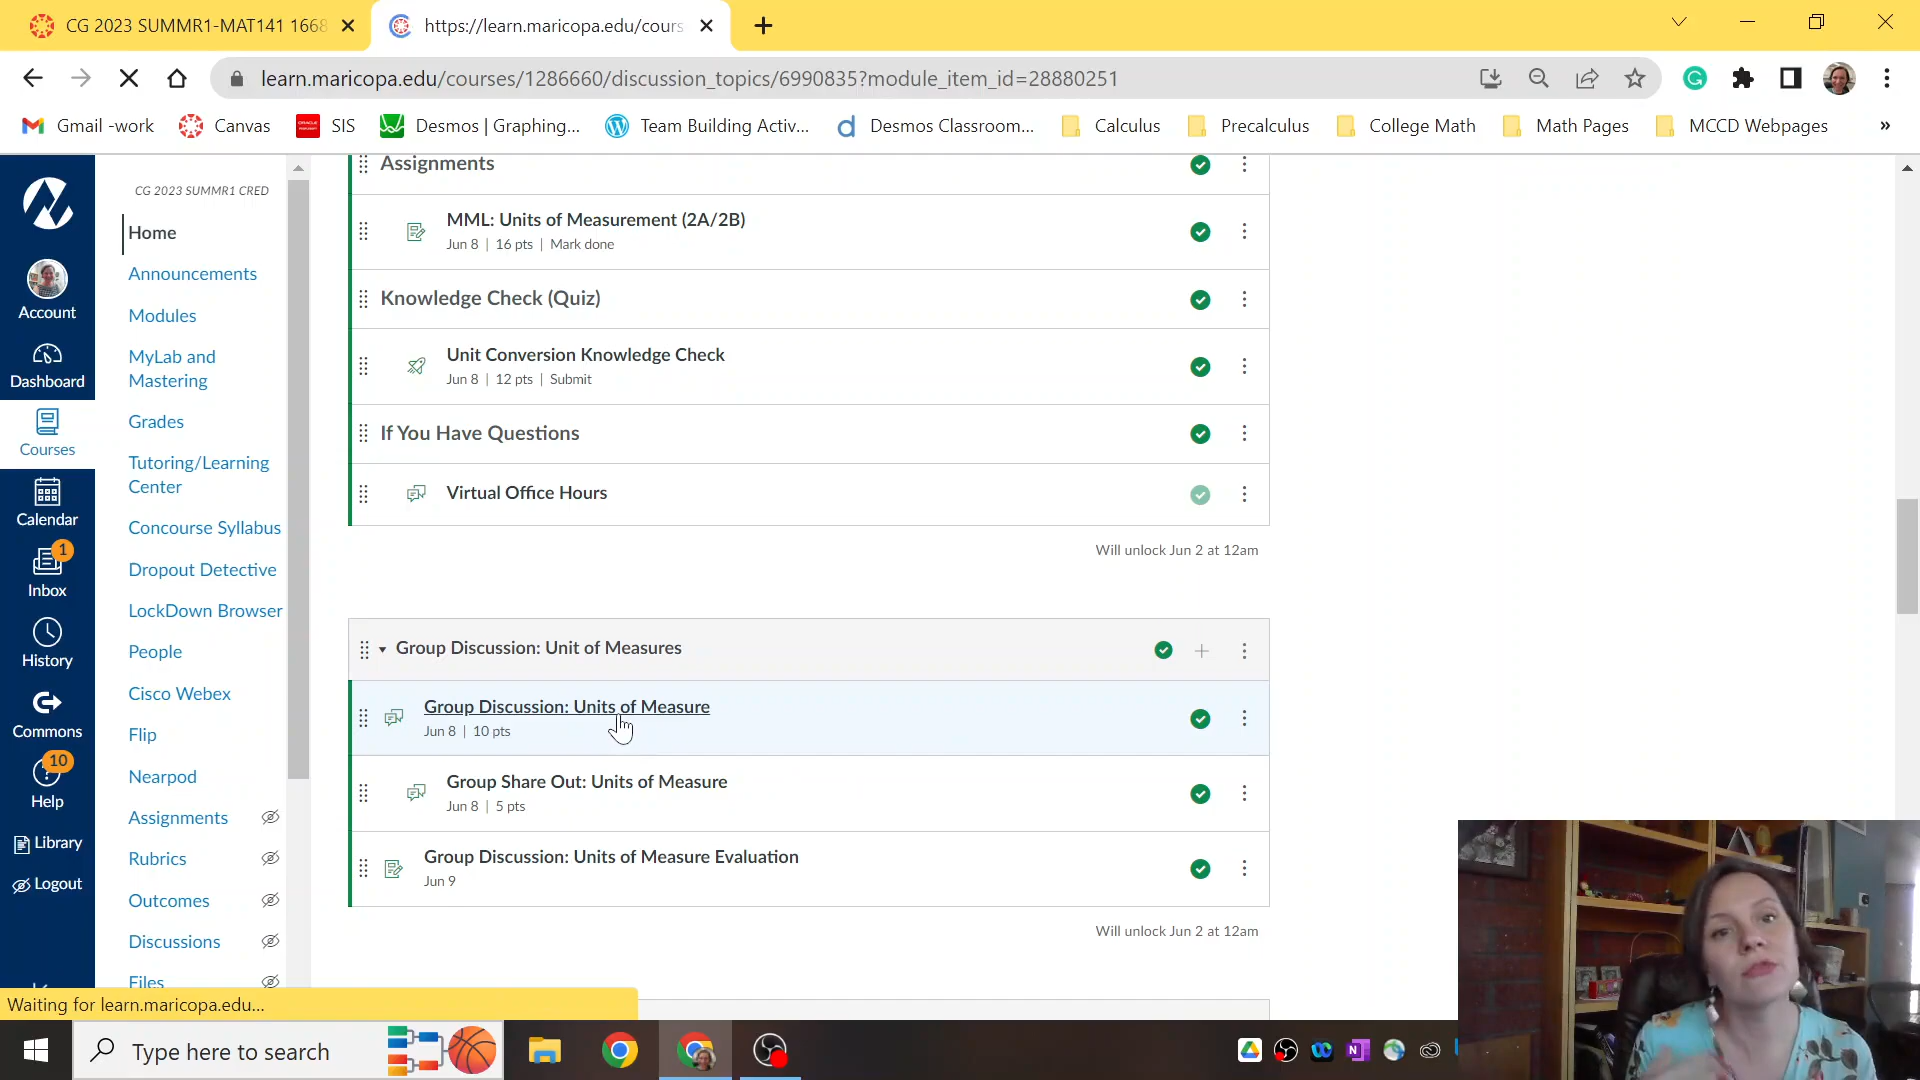 CG 2023 SUMMR1-MAT141 1668
https://learn.maricopa.edu/cours
learn.maricopa.edu/courses/1286660/discussion_topics/6990835?module_item_id=28880251
Gmail -work
Canvas
SIS
Desmos | Graphing...
Team Building Activ...
Desmos Classroom...
Calculus
Precalculus
College Math
Math Pages
MCCD Webpages
»
Account
Dashboard
Courses
Calendar
1
Inbox
History
Commons
10
Help
Library
Logout
CG 2023 SUMMR1 CRED
Home
Announcements
Modules
MyLab and
Mastering
Grades
Tutoring/Learning
Center
Concourse Syllabus
Dropout Detective
LockDown Browser
People
Cisco Webex
Flip
Nearpod
Assignments
Rubrics
Outcomes
Discussions
Files
Assignments
MML: Units of Measurement (2A/2B)
Jun 8 | 16 pts | Mark done
Knowledge Check (Quiz)
Unit Conversion Knowledge Check
Jun 8 | 12 pts | Submit
If You Have Questions
Virtual Office Hours
Will unlock Jun 2 at 12am
Group Discussion: Unit of Measures
Group Discussion: Units of Measure
Jun 8 | 10 pts
Group Share Out: Units of Measure
Jun 8 | 5 pts
Group Discussion: Units of Measure Evaluation
Jun 9
Will unlock Jun 2 at 12am
Waiting for learn.maricopa.edu...
Type here to search